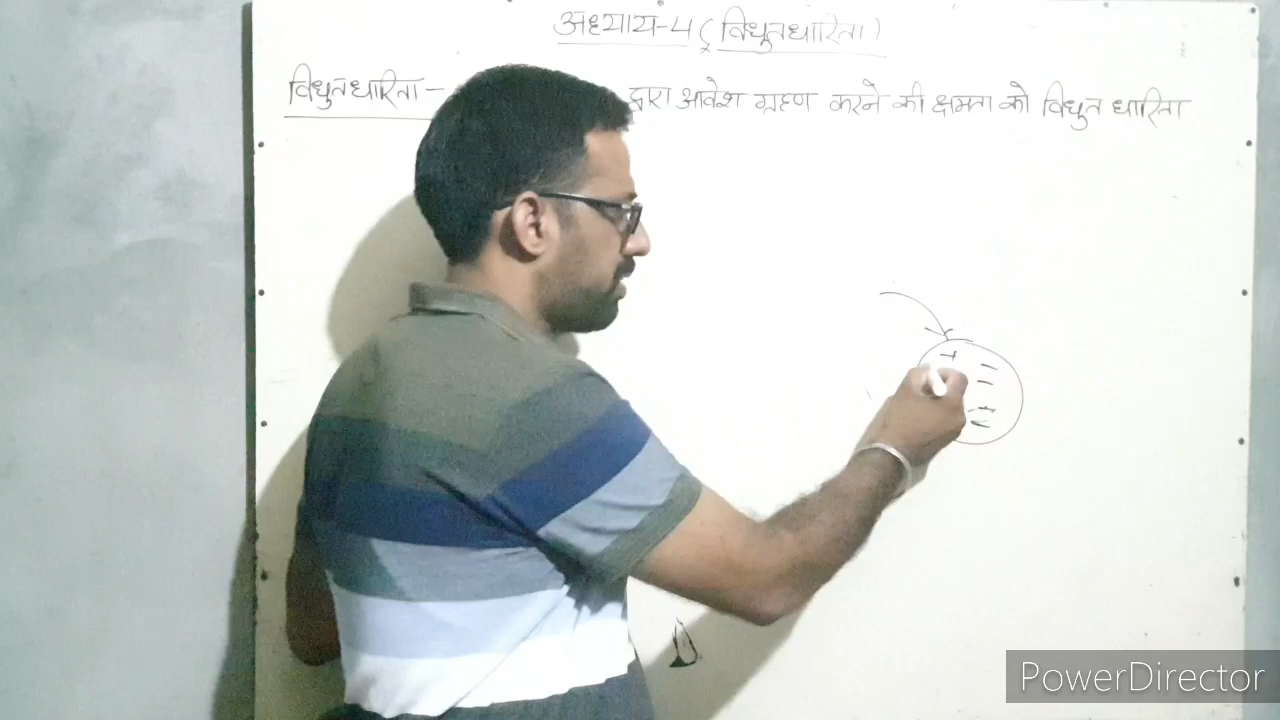 अध्याय-4 (विधुतधारिता)
विधुतधारिता - द्वारा आवेश ग्रहण करने की क्षमता को विधुत धारिता
PowerDirector